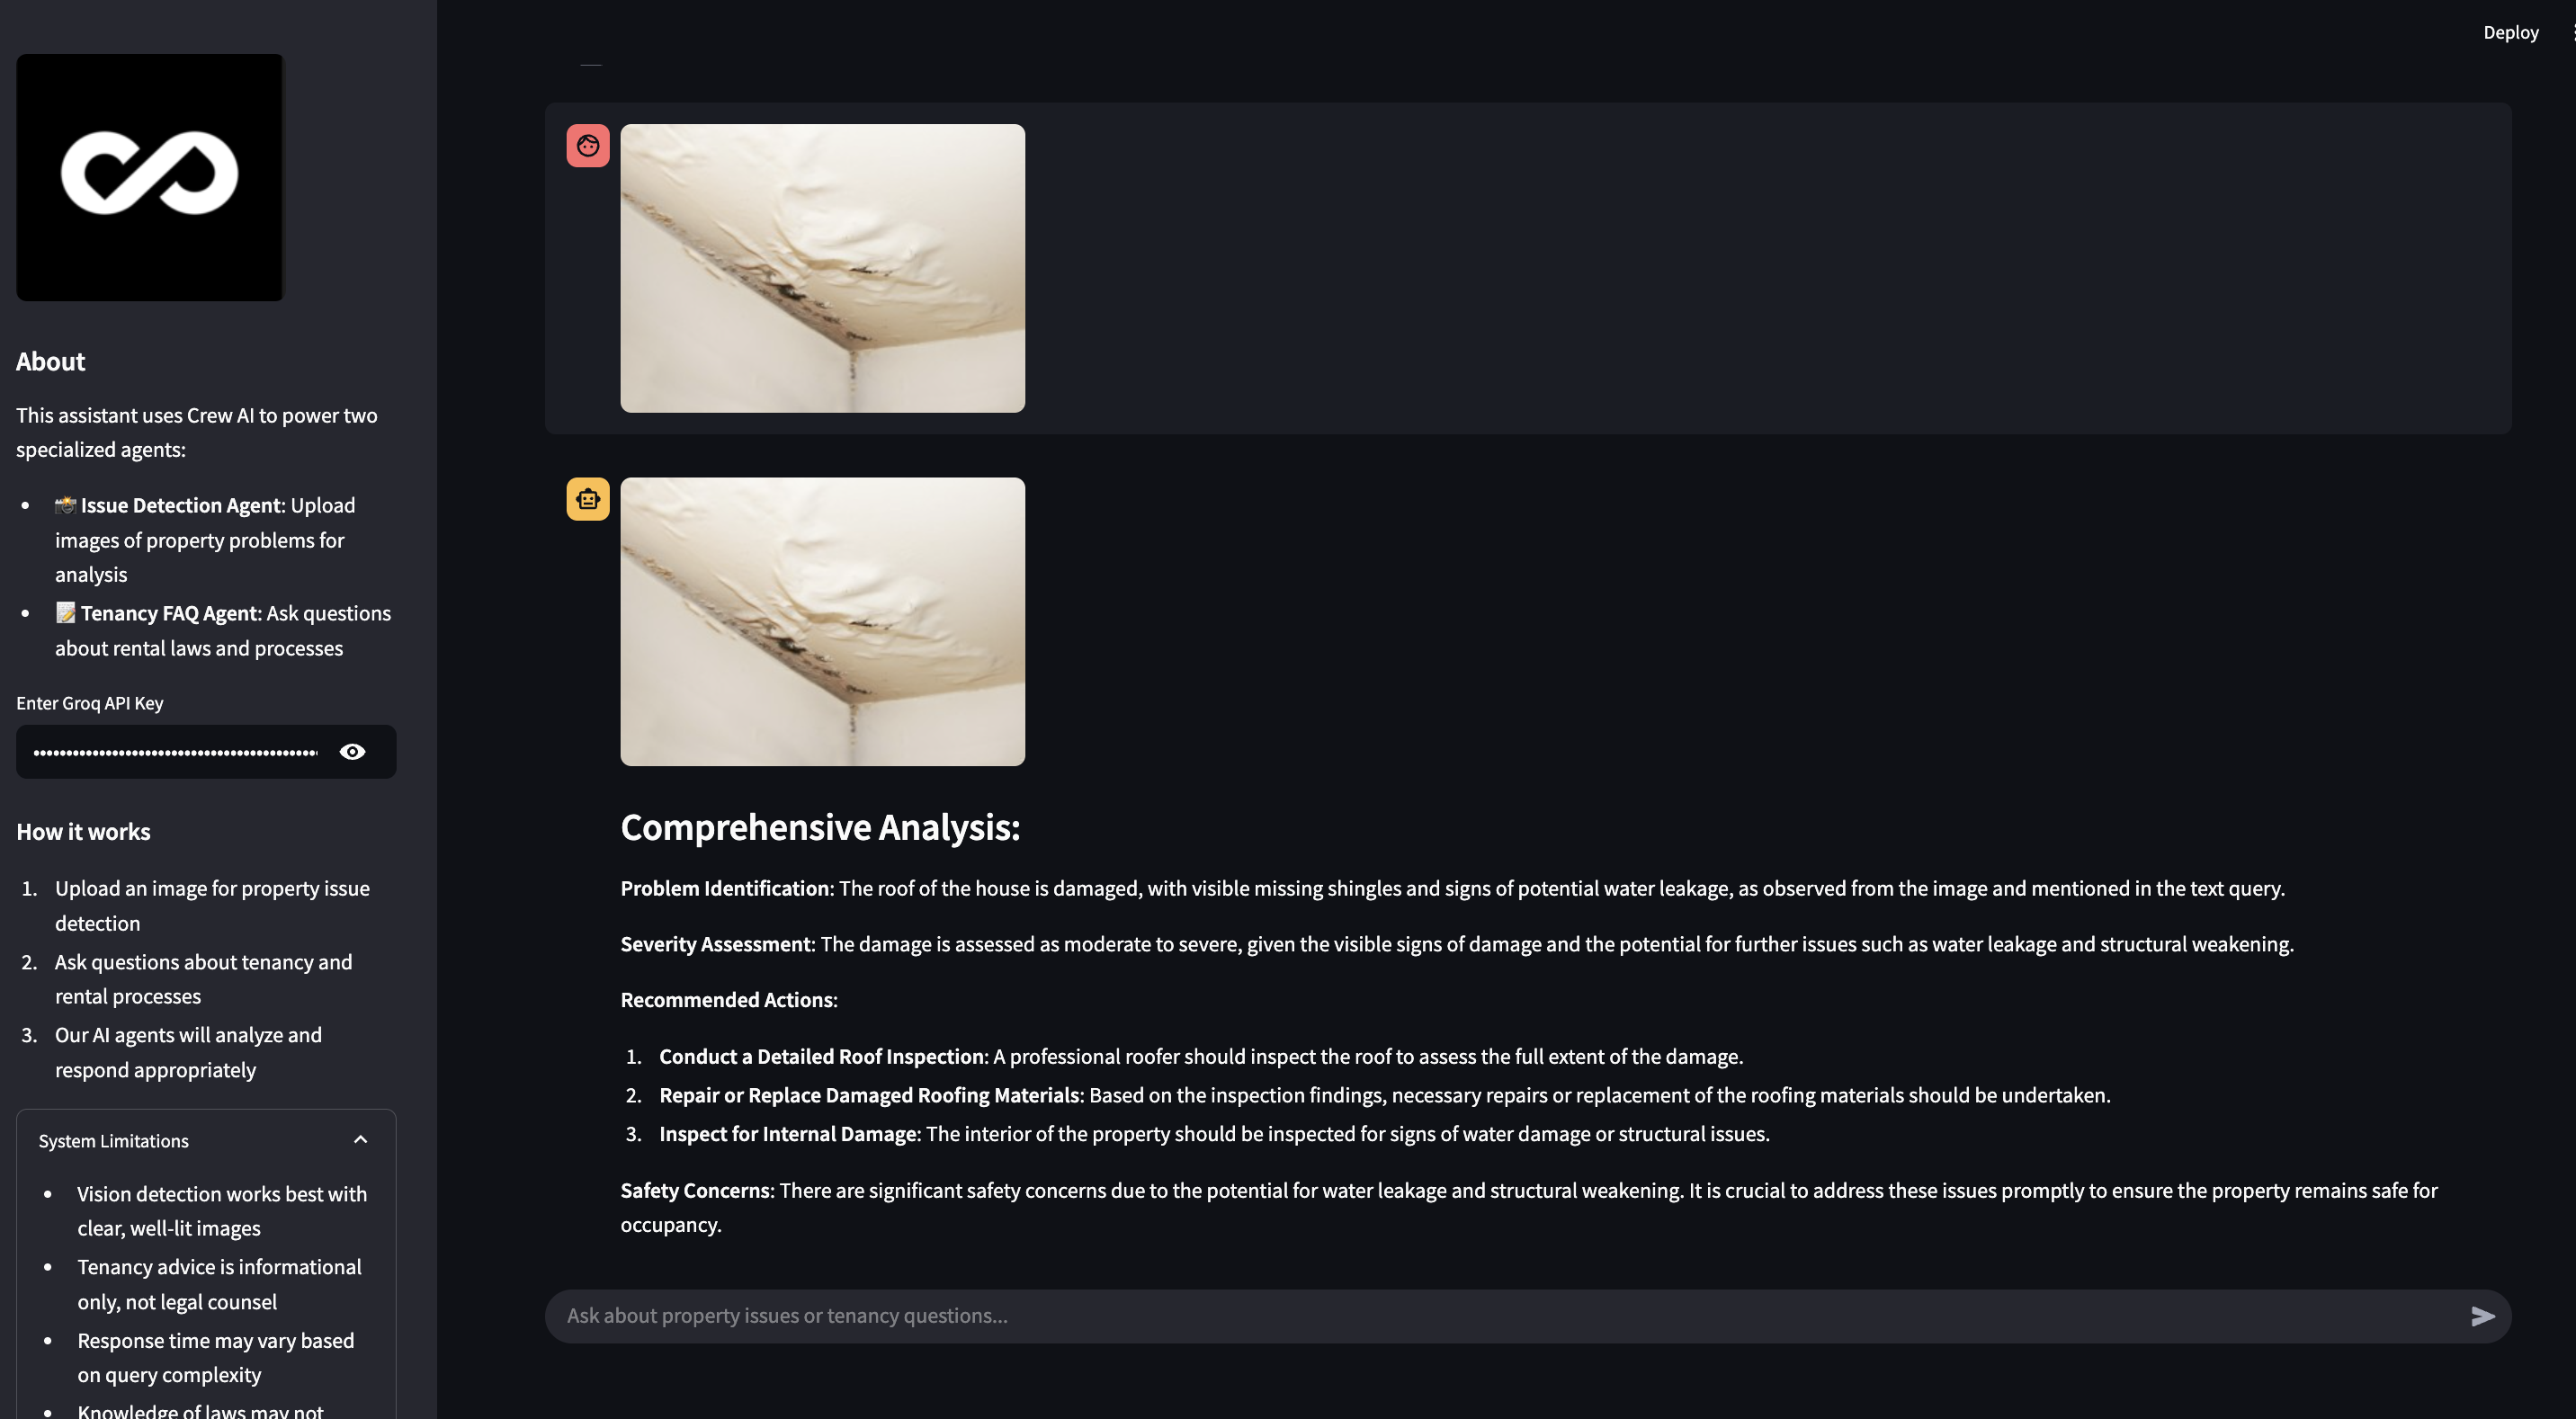 Deploy
About
This assistant uses Crew AI to power two
specialized agents:
• 📸 Issue Detection Agent: Upload
images of property problems for
analysis
• 📝 Tenancy FAQ Agent: Ask questions
about rental laws and processes
Enter Groq API Key
How it works
1. Upload an image for property issue
detection
2. Ask questions about tenancy and
rental processes
3. Our AI agents will analyze and
respond appropriately
System Limitations
• Vision detection works best with
clear, well-lit images
• Tenancy advice is informational
only, not legal counsel
• Response time may vary based
on query complexity
• Knowledge of laws may not
Comprehensive Analysis:
Problem Identification: The roof of the house is damaged, with visible missing shingles and signs of potential water leakage, as observed from the image and mentioned in the text query.
Severity Assessment: The damage is assessed as moderate to severe, given the visible signs of damage and the potential for further issues such as water leakage and structural weakening.
Recommended Actions:
1. Conduct a Detailed Roof Inspection: A professional roofer should inspect the roof to assess the full extent of the damage.
2. Repair or Replace Damaged Roofing Materials: Based on the inspection findings, necessary repairs or replacement of the roofing materials should be undertaken.
3. Inspect for Internal Damage: The interior of the property should be inspected for signs of water damage or structural issues.
Safety Concerns: There are significant safety concerns due to the potential for water leakage and structural weakening. It is crucial to address these issues promptly to ensure the property remains safe for
occupancy.
Ask about property issues or tenancy questions...